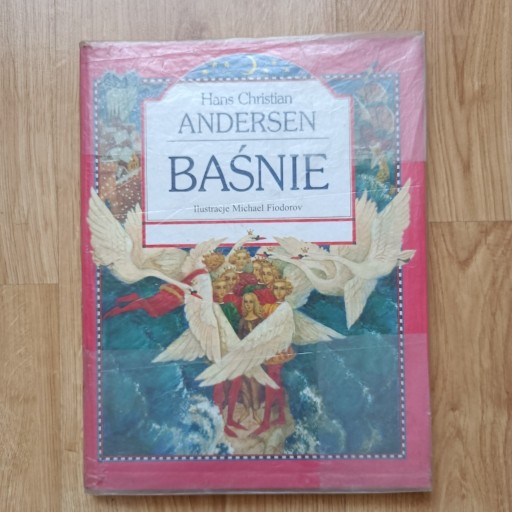 Hans Christian
ANDERSEN
BAŚNIE
Ilustracje Michael Fiodorov